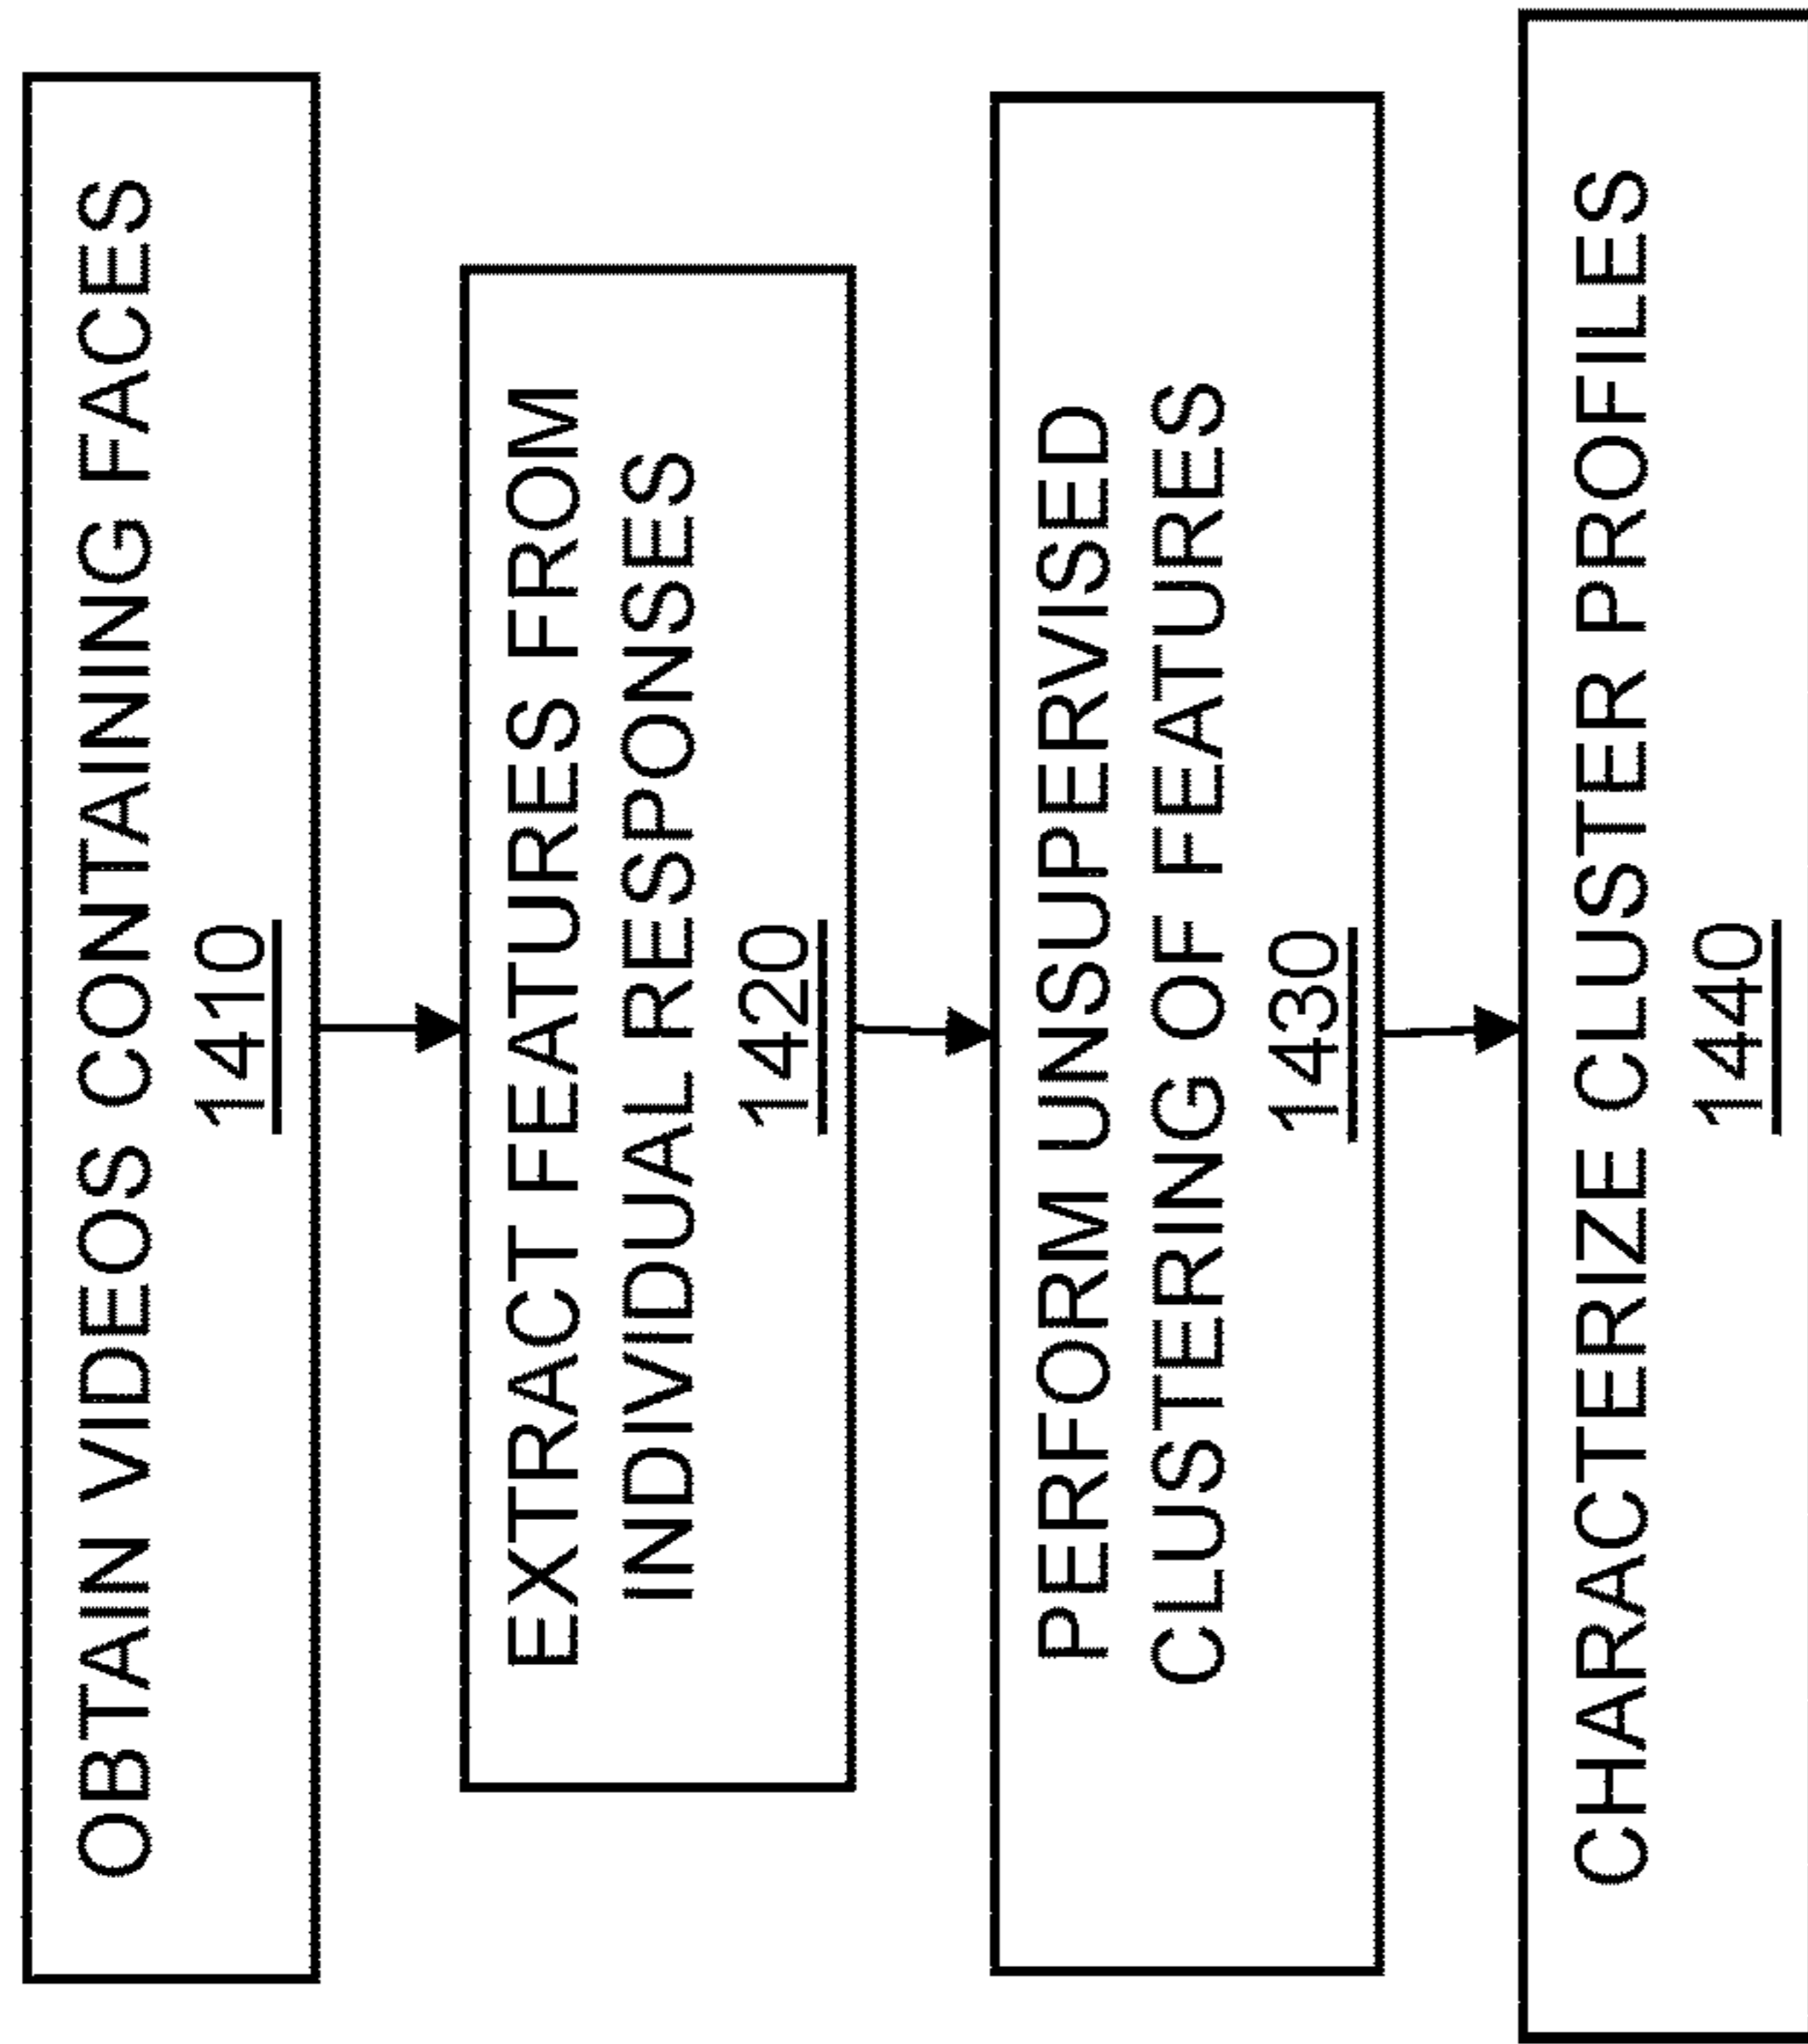 OBTAIN VIDEOS CONTAINING FACES
1410
EXTRACT FEATURES FROM
INDIVIDUAL RESPONSES
1420
PERFORM UNSUPERVISED
CLUSTERING OF FEATURES
1430
CHARACTERIZE CLUSTER PROFILES
1440